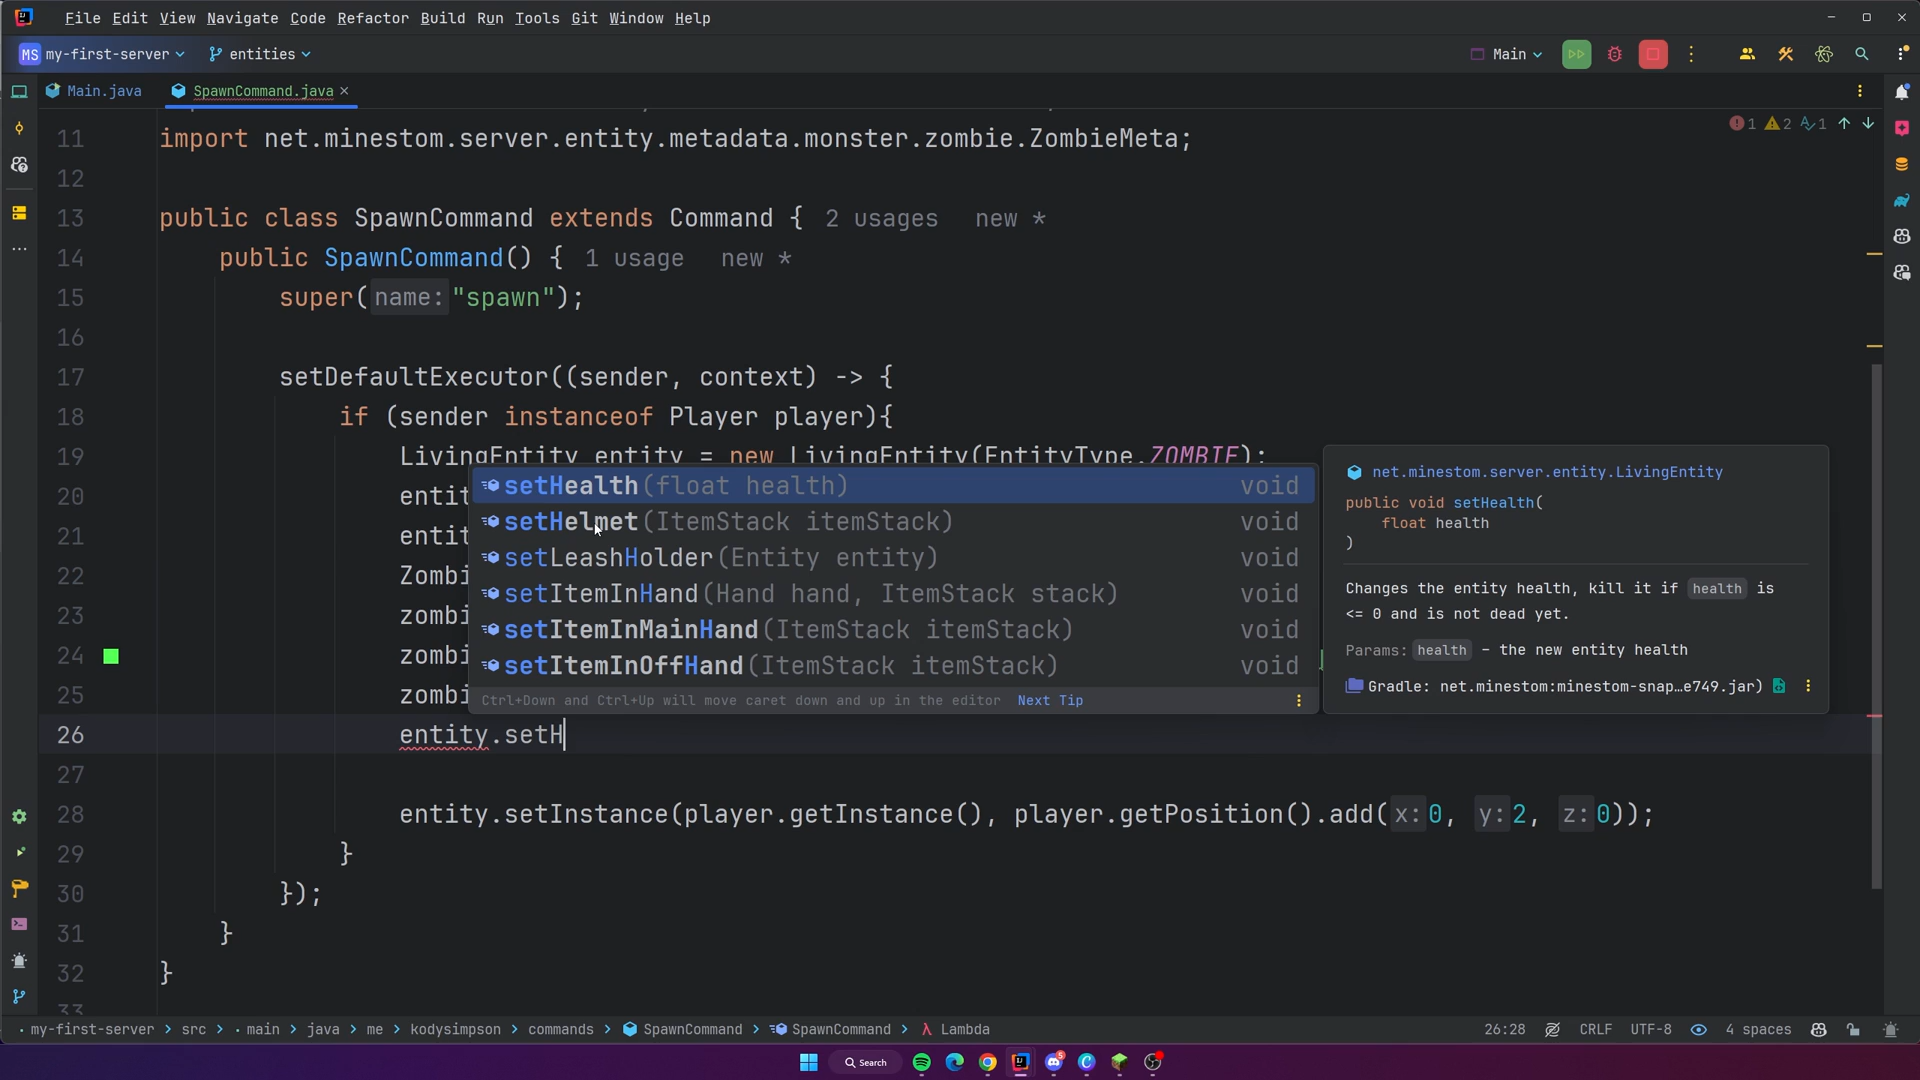 File Edit View Navigate Code Refactor Build Run Tools Git Window Help
MS my-first-server entities Main
Main.java SpawnCommand.java
1 2 1
11 import net.minestom.server.entity.metadata.monster.zombie.ZombieMeta;
12
13 public class SpawnCommand extends Command { 2 usages new *
14 public SpawnCommand() { 1 usage new *
15 super(name: "spawn");
16
17 setDefaultExecutor((sender, context) -> {
18 if (sender instanceof Player player){
19 LivingEntity entity = new LivingEntity(EntityType.ZOMBIE);
20 entit
21 entit
22 Zombi
23 zombi
24 zombi
25 zombi
26 entity.setH
27
28 entity.setInstance(player.getInstance(), player.getPosition().add(x: 0, y: 2, z: 0));
29 }
30 });
31 }
32 }
33
setHealth(float health) void
setHelmet(ItemStack itemStack) void
setLeashHolder(Entity entity) void
setItemInHand(Hand hand, ItemStack stack) void
setItemInMainHand(ItemStack itemStack) void
setItemInOffHand(ItemStack itemStack) void
Ctrl+Down and Ctrl+Up will move caret down and up in the editor Next Tip
net.minestom.server.entity.LivingEntity
public void setHealth(
float health
)
Changes the entity health, kill it if health is
<= 0 and is not dead yet.
Params: health – the new entity health
Gradle: net.minestom:minestom-snap…e749.jar)
my-first-server > src > main > java > me > kodysimpson > commands > SpawnCommand > SpawnCommand > λ Lambda
26:28 CRLF UTF-8 4 spaces
Search